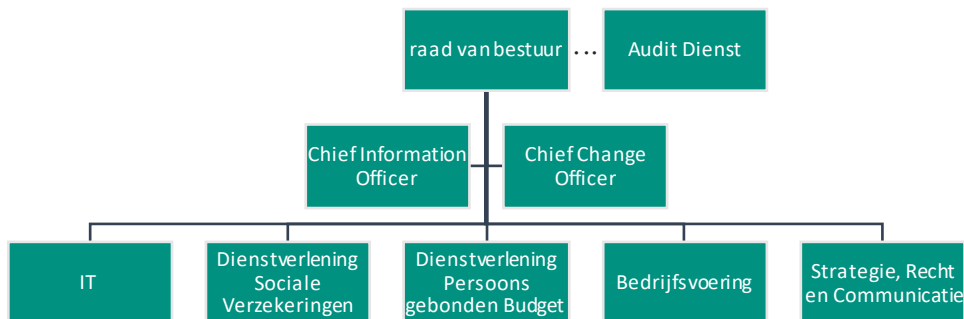 raad van bestuur
...
Audit Dienst
Chief Information
Officer
Chief Change
Officer
IT
Dienstverlening
Sociale
Verzekeringen
Dienstverlening
Persoons
gebonden Budget
Bedrijfsvoering
Strategie, Recht
en Communicatie